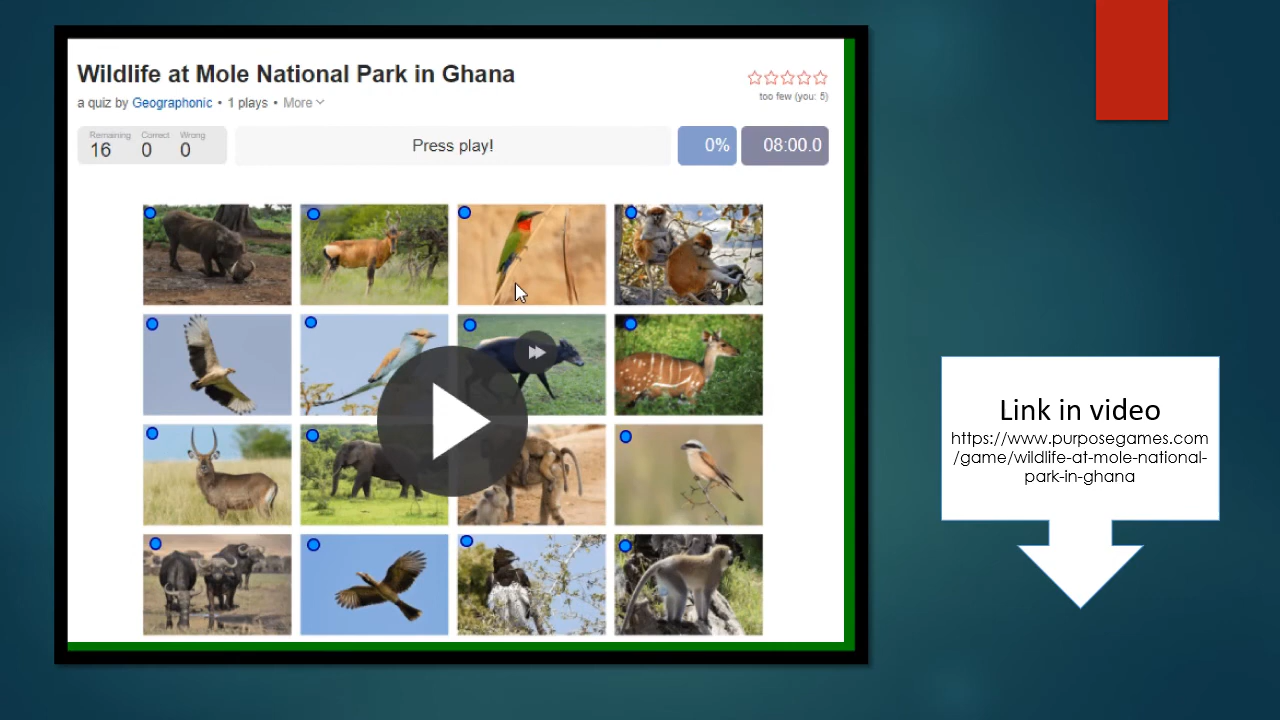 Wildlife at Mole National Park in Ghana
a quiz by Geographonic • 1 plays • More
too few (you: 5)
Remaining Correct Wrong
16 0 0
Press play!
0%
08:00.0
Link in video
https://www.purposegames.com
/game/wildlife-at-mole-national-
park-in-ghana